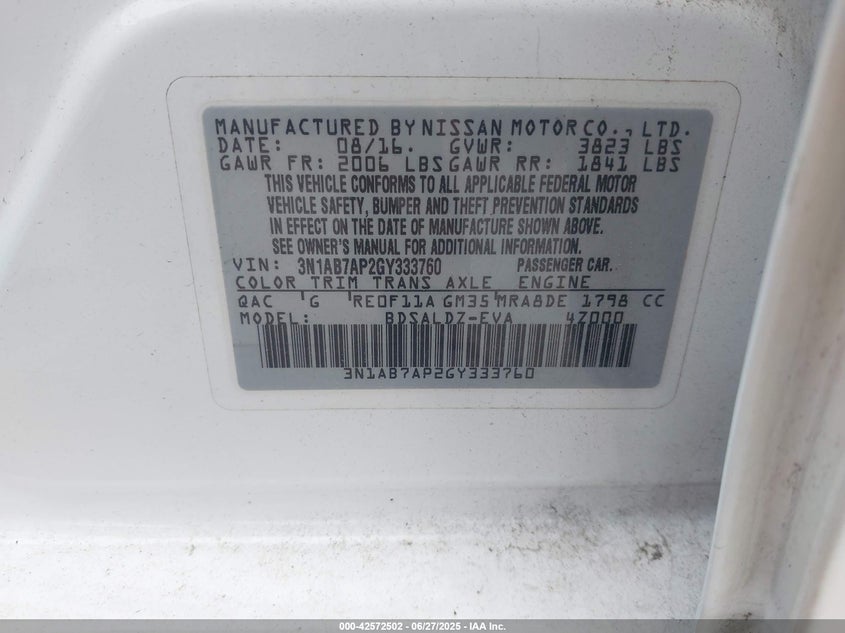 MANUFACTURED BY NISSAN MOTOR CO., LTD.
DATE: 08/16. GVWR: 3823 LBS
GAWR FR: 2006 LBS GAWR RR: 1841 LBS
THIS VEHICLE CONFORMS TO ALL APPLICABLE FEDERAL MOTOR
VEHICLE SAFETY, BUMPER AND THEFT PREVENTION STANDARDS
IN EFFECT ON THE DATE OF MANUFACTURE SHOWN ABOVE.
SEE OWNER'S MANUAL FOR ADDITIONAL INFORMATION.
VIN: 3N1AB7AP2GY333760 PASSENGER CAR.
COLOR TRIM TRANS AXLE ENGINE
QAC 'G 'RE0F11A GM35'MRA8DE 1798 CC
MODEL: BDSALDZ-EVA 4Z000
3N1AB7AP2GY333760
000-42572502 - 06/27/2025 - IAA Inc.